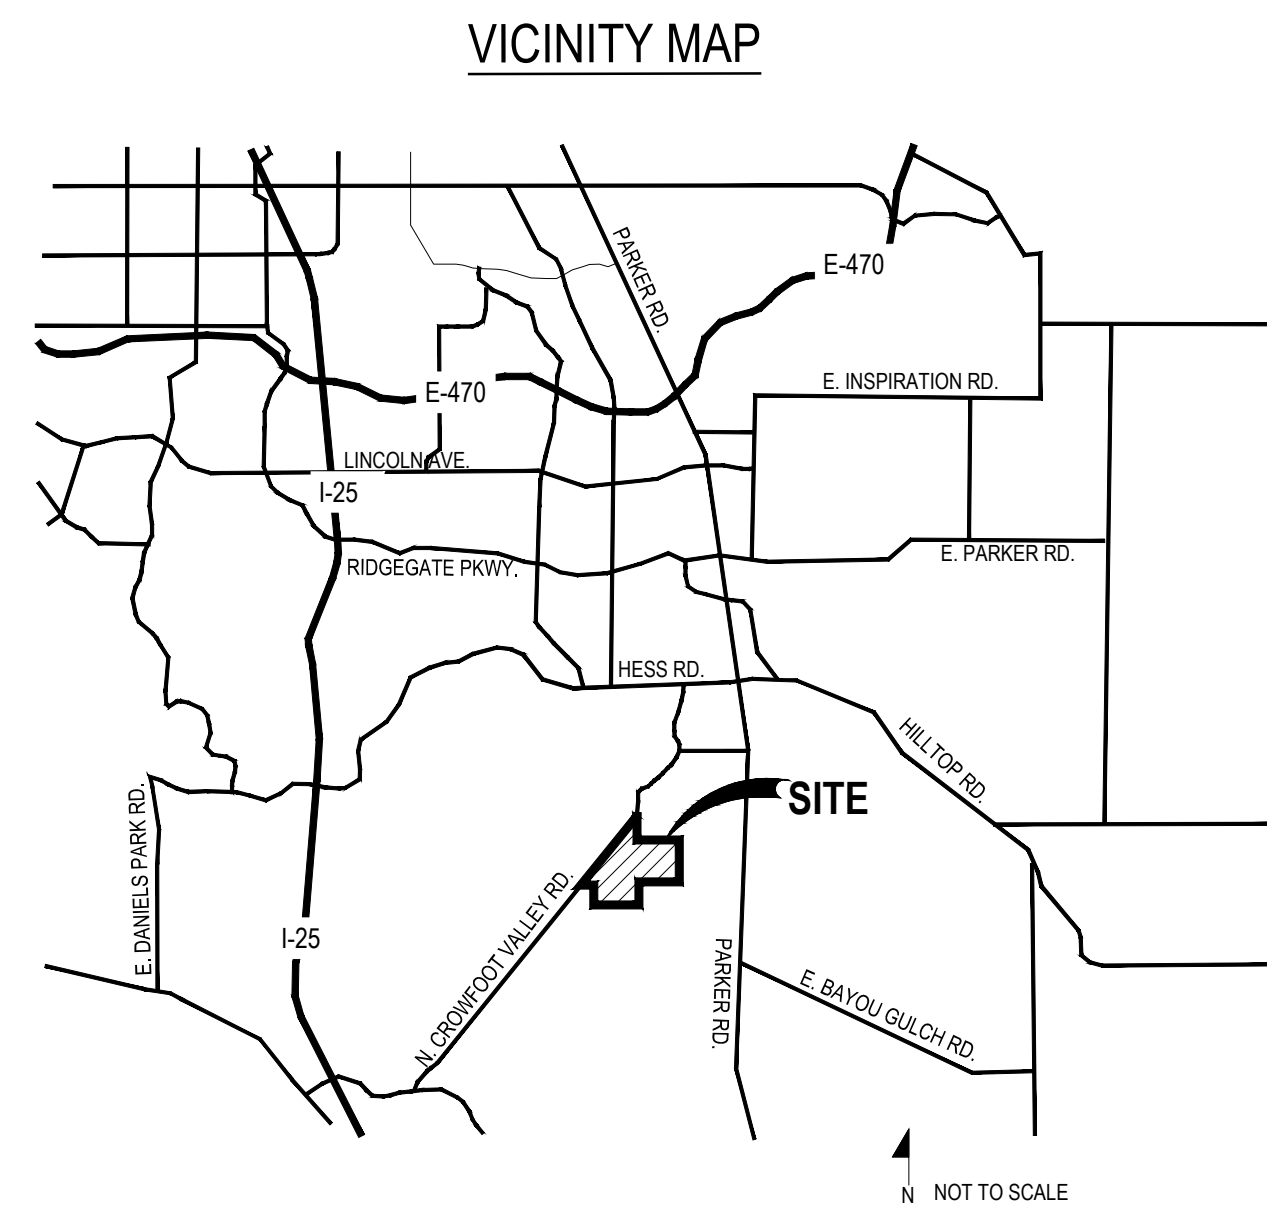 VICINITY MAP
PARKER RD.
E-470
E. INSPIRATION RD.
E-470
LINCOLN AVE.
I-25
E. PARKER RD.
RIDGEGATE PKWY.
HESS RD.
HILLTOP RD.
SITE
E. DANIELS PARK RD.
N. CROWFOOT VALLEY RD.
I-25
PARKER RD.
E. BAYOU GULCH RD.
N
NOT TO SCALE